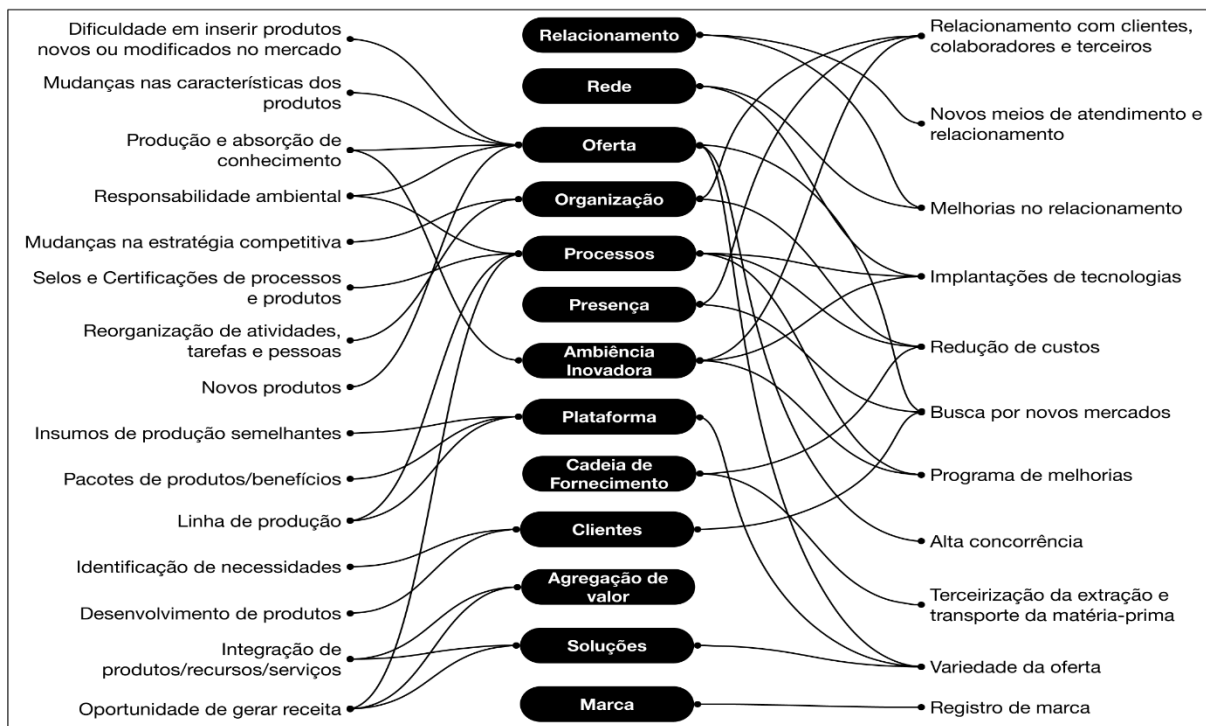 Dificuldade em inserir produtos
novos ou modificados no mercado
Mudanças nas características dos
produtos
Produção e absorção de
conhecimento
Responsabilidade ambiental
Mudanças na estratégia competitiva
Selos e Certificações de processos
e produtos
Reorganização de atividades,
tarefas e pessoas
Novos produtos
Insumos de produção semelhantes
Pacotes de produtos/benefícios
Linha de produção
Identificação de necessidades
Desenvolvimento de produtos
Integração de
produtos/recursos/serviços
Oportunidade de gerar receita
Relacionamento
Rede
Oferta
Organização
Processos
Presença
Ambiência
Inovadora
Plataforma
Cadeia de
Fornecimento
Clientes
Agregação de
valor
Soluções
Marca
Relacionamento com clientes,
colaboradores e terceiros
Novos meios de atendimento e
relacionamento
Melhorias no relacionamento
Implantações de tecnologias
Redução de custos
Busca por novos mercados
Programa de melhorias
Alta concorrência
Terceirização da extração e
transporte da matéria-prima
Variedade da oferta
Registro de marca